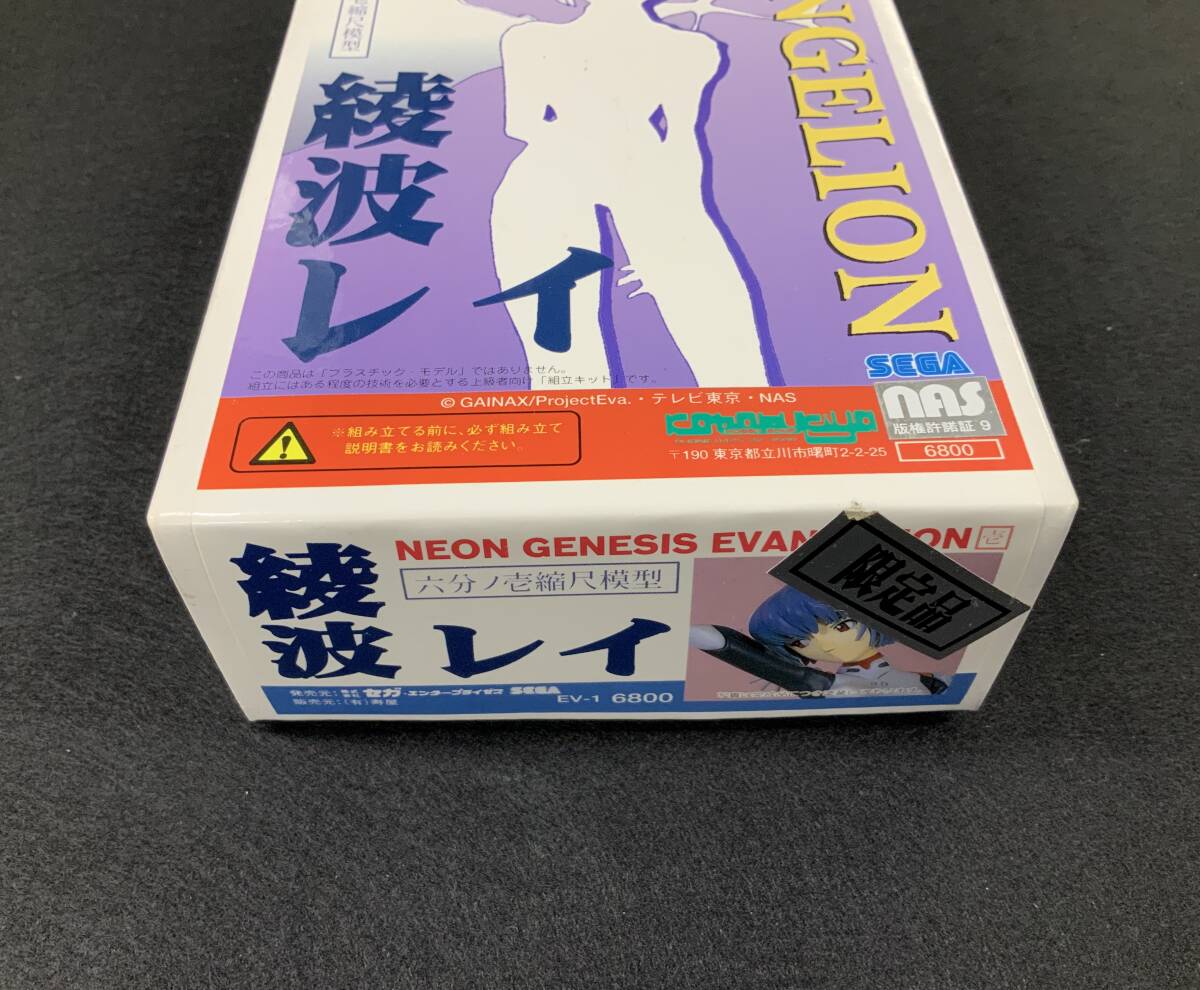 縮尺模型
NGELION
綾波レイ
SEGA
この商品は「プラスチック・モデル」ではありません。
組立にはある程度の技術を必要とする上級者向け「組立キット」です。
© GAINAX/ProjectEva.・テレビ東京・NAS
※組み立てる前に、必ず組み立て
説明書をお読みください。
nas
版権許諾証 9
〒190 東京都立川市曙町2-2-25
6800
NEON GENESIS EVAN ION 壱
六分ノ壱縮尺模型
綾波レイ
限定品
発売元：株式会社 セガ・エンタープライゼス SEGA
販売元：(有)寿屋
EV-1 6800